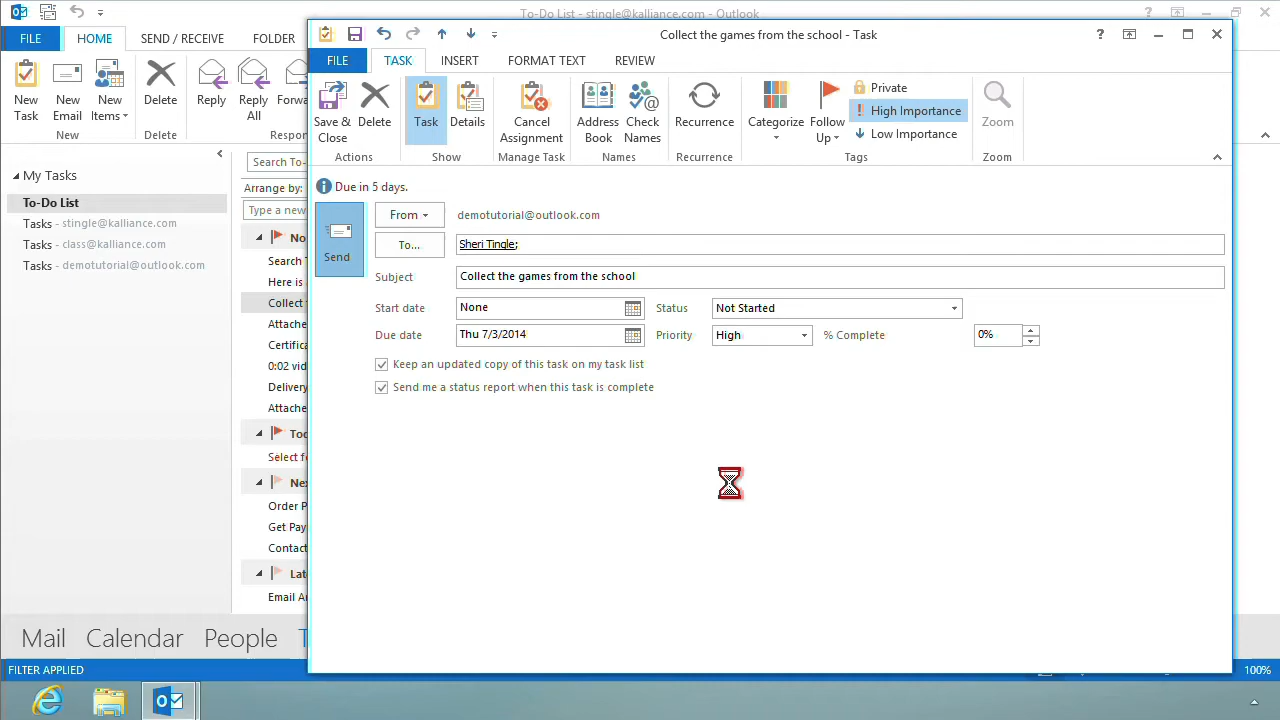 To-Do List - stingle@kalliance.com - Outlook
FILE HOME SEND / RECEIVE FOLDER
New Task
New Email
New Items
Delete
Reply
Reply All
New Delete
My Tasks
To-Do List
Tasks - stingle@kalliance.com
Tasks - class@kalliance.com
Tasks - demotutorial@outlook.com
Search To-
Arrange by:
Type a new
No
Search T
Here is
Collect
Attache
Certifica
0:02 vid
Delivery
Attache
Too
Select fo
Nex
Order P
Get Pay
Contact
Late
Email A
Collect the games from the school - Task
FILE TASK INSERT FORMAT TEXT REVIEW
Save & Close
Delete
Task
Details
Cancel Assignment
Address Book
Check Names
Recurrence
Categorize
Follow Up
Private
High Importance
Low Importance
Zoom
Actions Show Manage Task Names Recurrence Tags Zoom
Due in 5 days.
Send
From demotutorial@outlook.com
To... Sheri Tingle;
Subject Collect the games from the school
Start date None Status Not Started
Due date Thu 7/3/2014 Priority High % Complete 0%
Keep an updated copy of this task on my task list
Send me a status report when this task is complete
Mail Calendar People T
FILTER APPLIED 100%